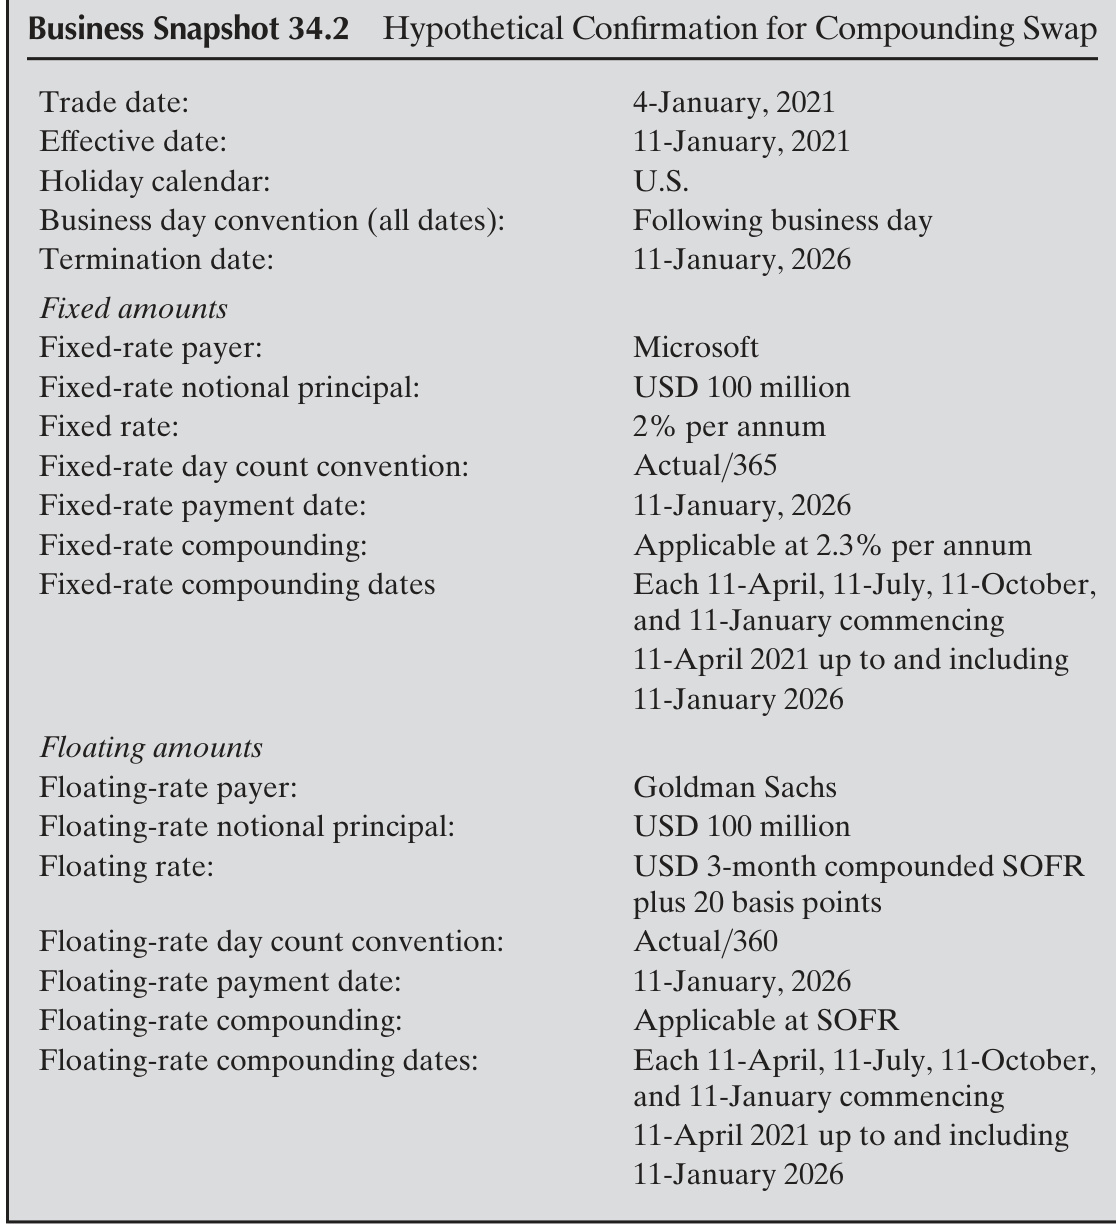 Business Snapshot 34.2 Hypothetical Confirmation for Compounding Swap
Trade date: 4-January, 2021
Effective date: 11-January, 2021
Holiday calendar: U.S.
Business day convention (all dates): Following business day
Termination date: 11-January, 2026
Fixed amounts
Fixed-rate payer: Microsoft
Fixed-rate notional principal: USD 100 million
Fixed rate: 2% per annum
Fixed-rate day count convention: Actual/365
Fixed-rate payment date: 11-January, 2026
Fixed-rate compounding: Applicable at 2.3% per annum
Fixed-rate compounding dates Each 11-April, 11-July, 11-October,
and 11-January commencing
11-April 2021 up to and including
11-January 2026
Floating amounts
Floating-rate payer: Goldman Sachs
Floating-rate notional principal: USD 100 million
Floating rate: USD 3-month compounded SOFR
plus 20 basis points
Floating-rate day count convention: Actual/360
Floating-rate payment date: 11-January, 2026
Floating-rate compounding: Applicable at SOFR
Floating-rate compounding dates: Each 11-April, 11-July, 11-October,
and 11-January commencing
11-April 2021 up to and including
11-January 2026